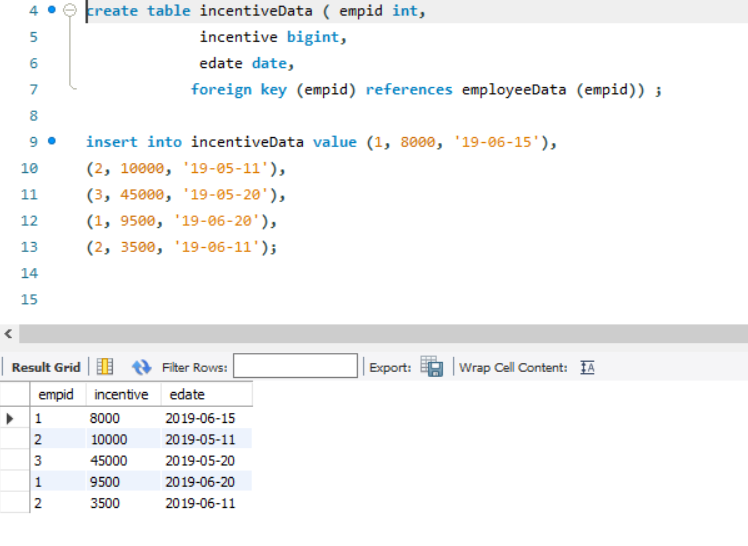 4 create table incentiveData ( empid int,
5 incentive bigint,
6 edate date,
7 foreign key (empid) references employeeData (empid)) ;
8
9 insert into incentiveData value (1, 8000, '19-06-15'),
10 (2, 10000, '19-05-11'),
11 (3, 45000, '19-05-20'),
12 (1, 9500, '19-06-20'),
13 (2, 3500, '19-06-11');
14
15
Result Grid Filter Rows: Export: Wrap Cell Content: IA
empid incentive edate
1 8000 2019-06-15
2 10000 2019-05-11
3 45000 2019-05-20
1 9500 2019-06-20
2 3500 2019-06-11